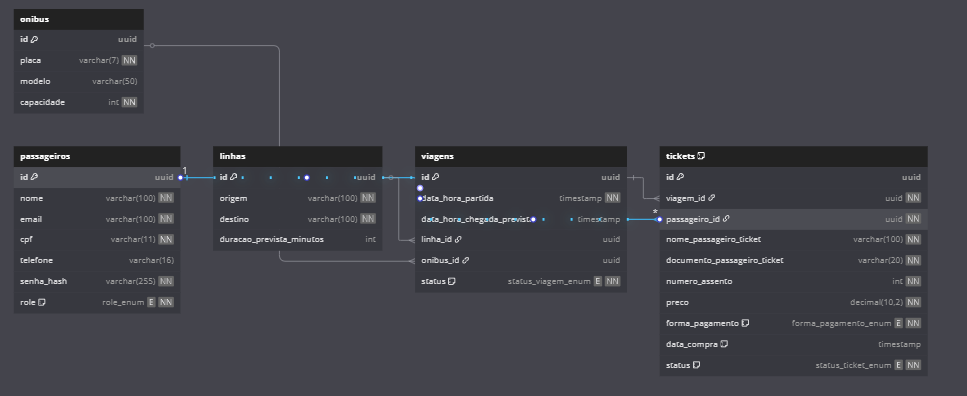 onibus
id uuid
placa varchar(7) NN
modelo varchar(50)
capacidade int NN
passageiros
id uuid
nome varchar(100) NN
email varchar(100) NN
cpf varchar(11) NN
telefone varchar(16)
senha_hash varchar(255) NN
role role_enum E NN
1
linhas
id uuid
origem varchar(100) NN
destino varchar(100) NN
duracao_prevista_minutos int
viagens
id uuid
data_hora_partida timestamp NN
data_hora_chegada_prevista timestamp
linha_id uuid
onibus_id uuid
status status_viagem_enum E NN
*
tickets
id uuid
viagem_id uuid NN
passageiro_id uuid NN
nome_passageiro_ticket varchar(100) NN
documento_passageiro_ticket varchar(20) NN
numero_assento int NN
preco decimal(10,2) NN
forma_pagamento forma_pagamento_enum E NN
data_compra timestamp
status status_ticket_enum E NN